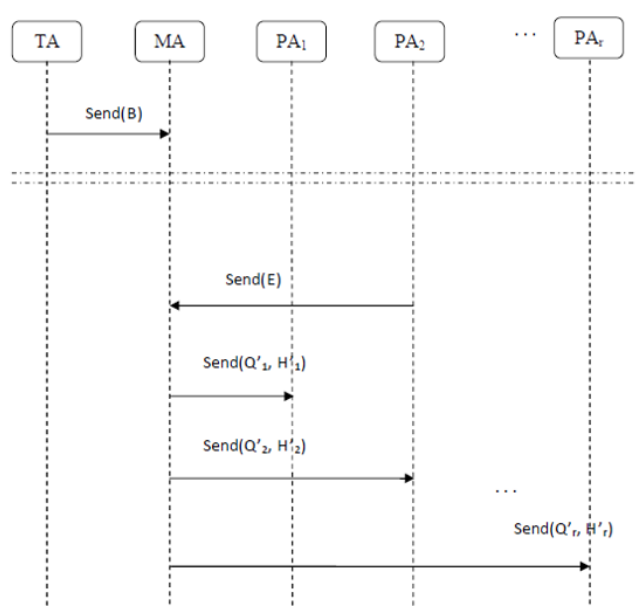 TA MA PA₁ PA₂ ... PAᵣ
Send(B)
Send(E)
Send(Q'₁, H'₁)
Send(Q'₂, H'₂)
...
Send(Q'ᵣ, H'ᵣ)